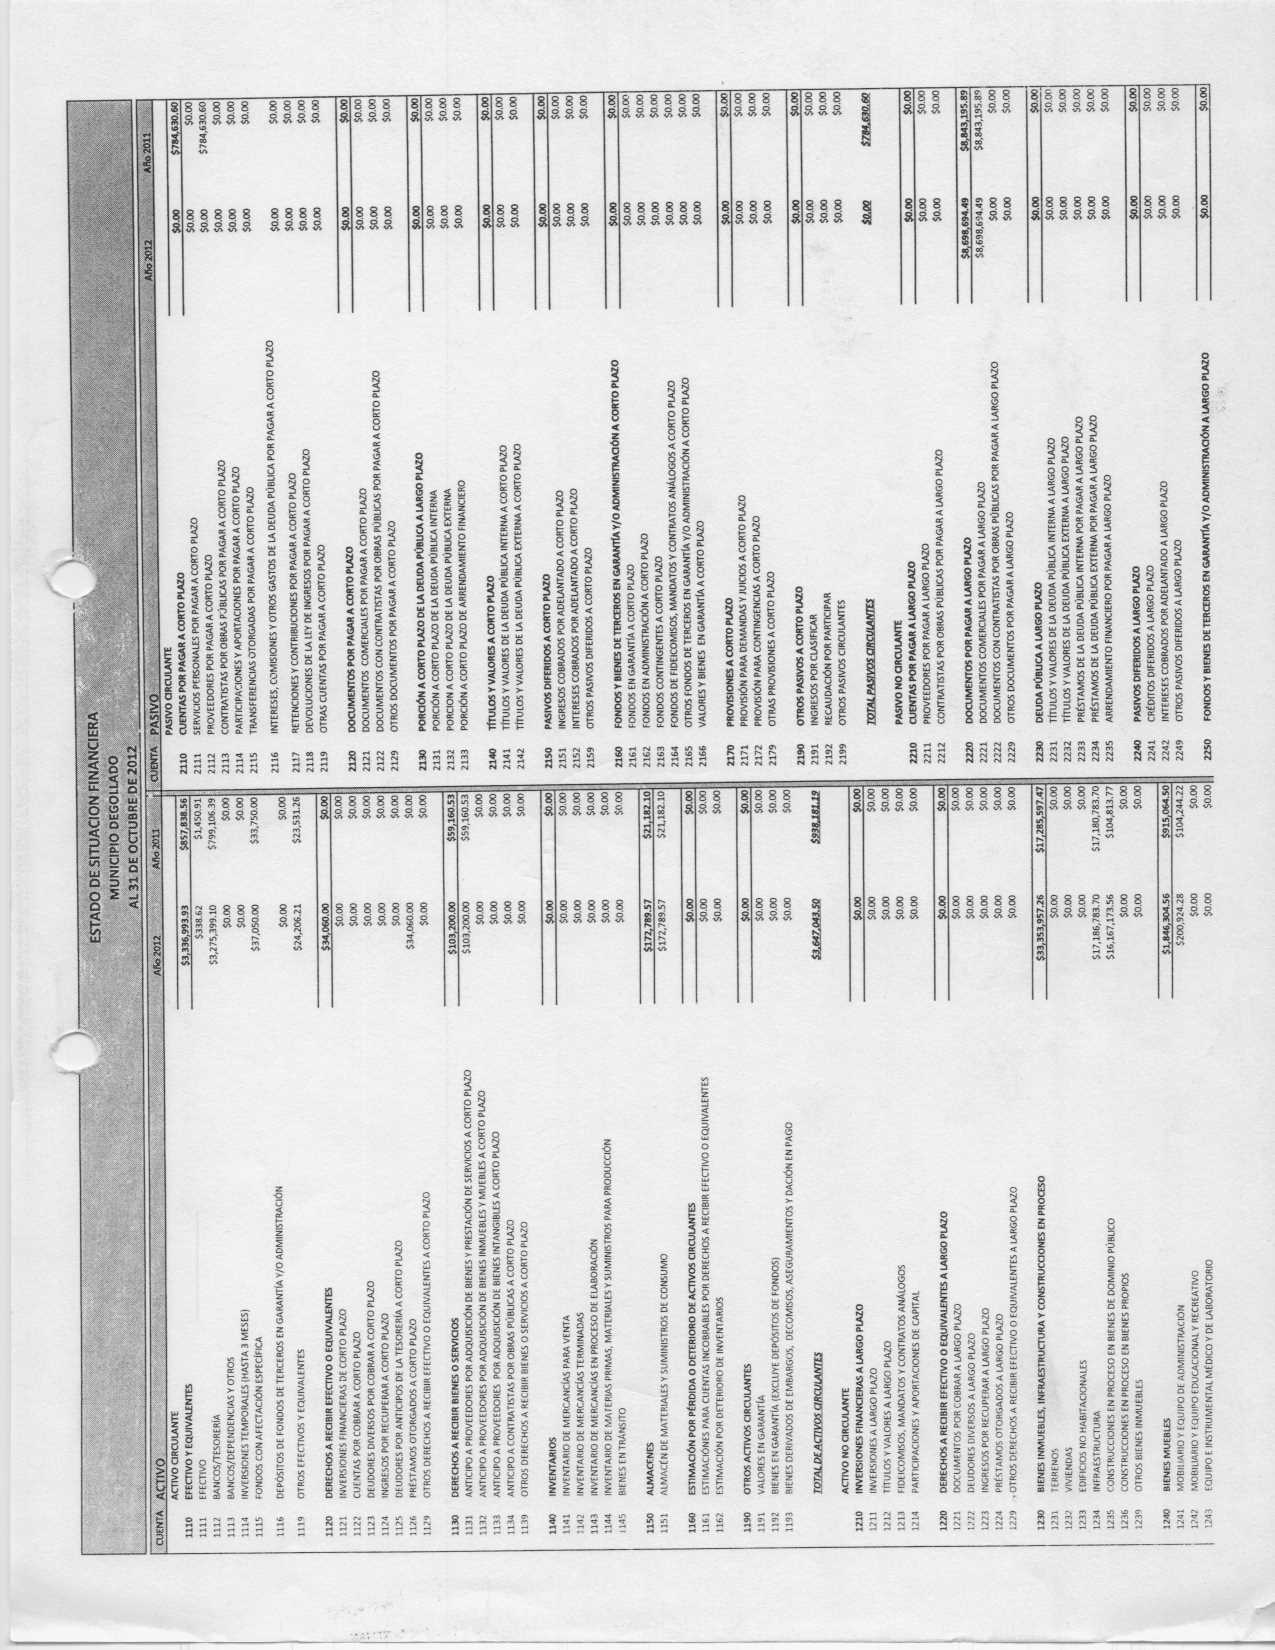 ESTADO DE SITUACION FINANCIERA
MUNICIPIO DEGOLLADO
AL 31 DE OCTUBRE DE 2012
CUENTA ACTIVO Año 2012 Año 2011
ACTIVO CIRCULANTE
1110 EFECTIVO Y EQUIVALENTES $3,336,993.93 $857,838.56
1111 EFECTIVO $338.62 $1,450.91
1112 BANCOS/TESORERÍA $3,275,399.10 $799,106.39
1113 BANCOS/DEPENDENCIAS Y OTROS $0.00 $0.00
1114 INVERSIONES TEMPORALES (HASTA 3 MESES) $0.00 $0.00
1115 FONDOS CON AFECTACIÓN ESPECÍFICA $37,050.00 $33,750.00
1116 DEPÓSITOS DE FONDOS DE TERCEROS EN GARANTÍA Y/O ADMINISTRACIÓN $0.00 $0.00
1119 OTROS EFECTIVOS Y EQUIVALENTES $24,206.21 $23,531.26
1120 DERECHOS A RECIBIR EFECTIVO O EQUIVALENTES $34,060.00 $0.00
1121 INVERSIONES FINANCIERAS DE CORTO PLAZO $0.00 $0.00
1122 CUENTAS POR COBRAR A CORTO PLAZO $0.00 $0.00
1123 DEUDORES DIVERSOS POR COBRAR A CORTO PLAZO $0.00 $0.00
1124 INGRESOS POR RECUPERAR A CORTO PLAZO $0.00 $0.00
1125 DEUDORES POR ANTICIPOS DE LA TESORERÍA A CORTO PLAZO $0.00 $0.00
1126 PRÉSTAMOS OTORGADOS A CORTO PLAZO $34,060.00 $0.00
1129 OTROS DERECHOS A RECIBIR EFECTIVO O EQUIVALENTES A CORTO PLAZO $0.00 $0.00
1130 DERECHOS A RECIBIR BIENES O SERVICIOS $103,200.00 $59,160.53
1131 ANTICIPO A PROVEEDORES POR ADQUISICIÓN DE BIENES Y PRESTACIÓN DE SERVICIOS A CORTO PLAZO $103,200.00 $59,160.53
1132 ANTICIPO A PROVEEDORES POR ADQUISICIÓN DE BIENES INMUEBLES Y MUEBLES A CORTO PLAZO $0.00 $0.00
1133 ANTICIPO A PROVEEDORES POR ADQUISICIÓN DE BIENES INTANGIBLES A CORTO PLAZO $0.00 $0.00
1134 ANTICIPO A CONTRATISTAS POR OBRAS PÚBLICAS A CORTO PLAZO $0.00 $0.00
1139 OTROS DERECHOS A RECIBIR BIENES O SERVICIOS A CORTO PLAZO $0.00 $0.00
1140 INVENTARIOS $0.00 $0.00
1141 INVENTARIO DE MERCANCÍAS PARA VENTA $0.00 $0.00
1142 INVENTARIO DE MERCANCÍAS TERMINADAS $0.00 $0.00
1143 INVENTARIO DE MERCANCÍAS EN PROCESO DE ELABORACIÓN $0.00 $0.00
1144 INVENTARIO DE MATERIAS PRIMAS, MATERIALES Y SUMINISTROS PARA PRODUCCIÓN $0.00 $0.00
1145 BIENES EN TRÁNSITO $0.00 $0.00
1150 ALMACENES $172,789.57 $21,182.10
1151 ALMACÉN DE MATERIALES Y SUMINISTROS DE CONSUMO $172,789.57 $21,182.10
1160 ESTIMACIÓN POR PÉRDIDA O DETERIORO DE ACTIVOS CIRCULANTES $0.00 $0.00
1161 ESTIMACIÓNES PARA CUENTAS INCOBRABLES POR DERECHOS A RECIBIR EFECTIVO O EQUIVALENTES $0.00 $0.00
1162 ESTIMACIÓN POR DETERIORO DE INVENTARIOS $0.00 $0.00
1190 OTROS ACTIVOS CIRCULANTES $0.00 $0.00
1191 VALORES EN GARANTÍA $0.00 $0.00
1192 BIENES EN GARANTÍA (EXCLUYE DEPÓSITOS DE FONDOS) $0.00 $0.00
1193 BIENES DERIVADOS DE EMBARGOS, DECOMISOS, ASEGURAMIENTOS Y DACIÓN EN PAGO $0.00 $0.00
TOTAL DE ACTIVOS CIRCULANTES $3,647,043.50 $938,181.19
ACTIVO NO CIRCULANTE
1210 INVERSIONES FINANCIERAS A LARGO PLAZO $0.00 $0.00
1211 INVERSIONES A LARGO PLAZO $0.00 $0.00
1212 TÍTULOS Y VALORES A LARGO PLAZO $0.00 $0.00
1213 FIDECOMISOS, MANDATOS Y CONTRATOS ANÁLOGOS $0.00 $0.00
1214 PARTICIPACIONES Y APORTACIONES DE CAPITAL $0.00 $0.00
1220 DERECHOS A RECIBIR EFECTIVO O EQUIVALENTES A LARGO PLAZO $0.00 $0.00
1221 DOCUMENTOS POR COBRAR A LARGO PLAZO $0.00 $0.00
1222 DEUDORES DIVERSOS A LARGO PLAZO $0.00 $0.00
1223 INGRESOS POR RECUPERAR A LARGO PLAZO $0.00 $0.00
1224 PRÉSTAMOS OTORGADOS A LARGO PLAZO $0.00 $0.00
1229 OTROS DERECHOS A RECIBIR EFECTIVO O EQUIVALENTES A LARGO PLAZO $0.00 $0.00
1230 BIENES INMUEBLES, INFRAESTRUCTURA Y CONSTRUCCIONES EN PROCESO $33,353,957.26 $17,285,597.47
1231 TERRENOS $0.00 $0.00
1232 VIVIENDAS $0.00 $0.00
1233 EDIFICIOS NO HABITACIONALES $0.00 $0.00
1234 INFRAESTRUCTURA $17,186,783.70 $17,180,783.70
1235 CONSTRUCCIONES EN PROCESO EN BIENES DE DOMINIO PÚBLICO $16,167,173.56 $104,813.77
1236 CONSTRUCCIONES EN PROCESO EN BIENES PROPIOS $0.00 $0.00
1239 OTROS BIENES INMUEBLES $0.00 $0.00
1240 BIENES MUEBLES $1,846,304.56 $915,064.50
1241 MOBILIARIO Y EQUIPO DE ADMINISTRACIÓN $200,924.28 $104,244.22
1242 MOBILIARIO Y EQUIPO EDUCACIONAL Y RECREATIVO $0.00 $0.00
1243 EQUIPO E INSTRUMENTAL MÉDICO Y DE LABORATORIO $0.00 $0.00
CUENTA PASIVO Año 2012 Año 2011
PASIVO CIRCULANTE
2110 CUENTAS POR PAGAR A CORTO PLAZO $0.00 $784,630.60
2111 SERVICIOS PERSONALES POR PAGAR A CORTO PLAZO $0.00 $0.00
2112 PROVEEDORES POR PAGAR A CORTO PLAZO $0.00 $784,630.60
2113 CONTRATISTAS POR OBRAS PÚBLICAS POR PAGAR A CORTO PLAZO $0.00 $0.00
2114 PARTICIPACIONES Y APORTACIONES POR PAGAR A CORTO PLAZO $0.00 $0.00
2115 TRANSFERENCIAS OTORGADAS POR PAGAR A CORTO PLAZO $0.00 $0.00
2116 INTERESES, COMISIONES Y OTROS GASTOS DE LA DEUDA PÚBLICA POR PAGAR A CORTO PLAZO $0.00 $0.00
2117 RETENCIONES Y CONTRIBUCIONES POR PAGAR A CORTO PLAZO $0.00 $0.00
2118 DEVOLUCIONES DE LA LEY DE INGRESOS POR PAGAR A CORTO PLAZO $0.00 $0.00
2119 OTRAS CUENTAS POR PAGAR A CORTO PLAZO $0.00 $0.00
2120 DOCUMENTOS POR PAGAR A CORTO PLAZO $0.00 $0.00
2121 DOCUMENTOS COMERCIALES POR PAGAR A CORTO PLAZO $0.00 $0.00
2122 DOCUMENTOS CON CONTRATISTAS POR OBRAS PÚBLICAS POR PAGAR A CORTO PLAZO $0.00 $0.00
2129 OTROS DOCUMENTOS POR PAGAR A CORTO PLAZO $0.00 $0.00
2130 PORCIÓN A CORTO PLAZO DE LA DEUDA PÚBLICA A LARGO PLAZO $0.00 $0.00
2131 PORCIÓN A CORTO PLAZO DE LA DEUDA PÚBLICA INTERNA $0.00 $0.00
2132 PORCION A CORTO PLAZO DE LA DEUDA PÚBLICA EXTERNA $0.00 $0.00
2133 PORCIÓN A CORTO PLAZO DE ARRENDAMIENTO FINANCIERO $0.00 $0.00
2140 TÍTULOS Y VALORES A CORTO PLAZO $0.00 $0.00
2141 TÍTULOS Y VALORES DE LA DEUDA PÚBLICA INTERNA A CORTO PLAZO $0.00 $0.00
2142 TÍTULOS Y VALORES DE LA DEUDA PÚBLICA EXTERNA A CORTO PLAZO $0.00 $0.00
2150 PASIVOS DIFERIDOS A CORTO PLAZO $0.00 $0.00
2151 INGRESOS COBRADOS POR ADELANTADO A CORTO PLAZO $0.00 $0.00
2152 INTERESES COBRADOS POR ADELANTADO A CORTO PLAZO $0.00 $0.00
2159 OTROS PASIVOS DIFERIDOS A CORTO PLAZO $0.00 $0.00
2160 FONDOS Y BIENES DE TERCEROS EN GARANTÍA Y/O ADMINISTRACIÓN A CORTO PLAZO $0.00 $0.00
2161 FONDOS EN GARANTÍA A CORTO PLAZO $0.00 $0.00
2162 FONDOS EN ADMINISTRACIÓN A CORTO PLAZO $0.00 $0.00
2163 FONDOS CONTINGENTES A CORTO PLAZO $0.00 $0.00
2164 FONDOS DE FIDEICOMISOS, MANDATOS Y CONTRATOS ANÁLOGOS A CORTO PLAZO $0.00 $0.00
2165 OTROS FONDOS DE TERCEROS EN GARANTÍA Y/O ADMINISTRACIÓN A CORTO PLAZO $0.00 $0.00
2166 VALORES Y BIENES EN GARANTÍA A CORTO PLAZO $0.00 $0.00
2170 PROVISIONES A CORTO PLAZO $0.00 $0.00
2171 PROVISIÓN PARA DEMANDAS Y JUICIOS A CORTO PLAZO $0.00 $0.00
2172 PROVISIÓN PARA CONTINGENCIAS A CORTO PLAZO $0.00 $0.00
2179 OTRAS PROVISIONES A CORTO PLAZO $0.00 $0.00
2190 OTROS PASIVOS A CORTO PLAZO $0.00 $0.00
2191 INGRESOS POR CLASIFICAR $0.00 $0.00
2192 RECAUDACIÓN POR PARTICIPAR $0.00 $0.00
2199 OTROS PASIVOS CIRCULANTES $0.00 $0.00
TOTAL PASIVOS CIRCULANTES $0.00 $784,630.60
PASIVO NO CIRCULANTE
2210 CUENTAS POR PAGAR A LARGO PLAZO $0.00 $0.00
2211 PROVEEDORES POR PAGAR A LARGO PLAZO $0.00 $0.00
2212 CONTRATISTAS POR OBRAS PÚBLICAS POR PAGAR A LARGO PLAZO $0.00 $0.00
2220 DOCUMENTOS POR PAGAR A LARGO PLAZO $8,698,694.49 $8,843,195.89
2221 DOCUMENTOS COMERCIALES POR PAGAR A LARGO PLAZO $8,698,694.49 $8,843,195.89
2222 DOCUMENTOS CON CONTRATISTAS POR OBRAS PÚBLICAS POR PAGAR A LARGO PLAZO $0.00 $0.00
2229 OTROS DOCUMENTOS POR PAGAR A LARGO PLAZO $0.00 $0.00
2230 DEUDA PÚBLICA A LARGO PLAZO $0.00 $0.00
2231 TÍTULOS Y VALORES DE LA DEUDA PÚBLICA INTERNA A LARGO PLAZO $0.00 $0.00
2232 TÍTULOS Y VALORES DE LA DEUDA PÚBLICA EXTERNA A LARGO PLAZO $0.00 $0.00
2233 PRÉSTAMOS DE LA DEUDA PÚBLICA INTERNA POR PAGAR A LARGO PLAZO $0.00 $0.00
2234 PRÉSTAMOS DE LA DEUDA PÚBLICA EXTERNA POR PAGAR A LARGO PLAZO $0.00 $0.00
2235 ARRENDAMIENTO FINANCIERO POR PAGAR A LARGO PLAZO $0.00 $0.00
2240 PASIVOS DIFERIDOS A LARGO PLAZO $0.00 $0.00
2241 CRÉDITOS DIFERIDOS A LARGO PLAZO $0.00 $0.00
2242 INTERESES COBRADOS POR ADELANTADO A LARGO PLAZO $0.00 $0.00
2249 OTROS PASIVOS DIFERIDOS A LARGO PLAZO $0.00 $0.00
2250 FONDOS Y BIENES DE TERCEROS EN GARANTÍA Y/O ADMINISTRACIÓN A LARGO PLAZO $0.00 $0.00